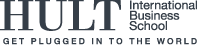 HULT International
Business
School
GET PLUGGED IN TO THE WORLD